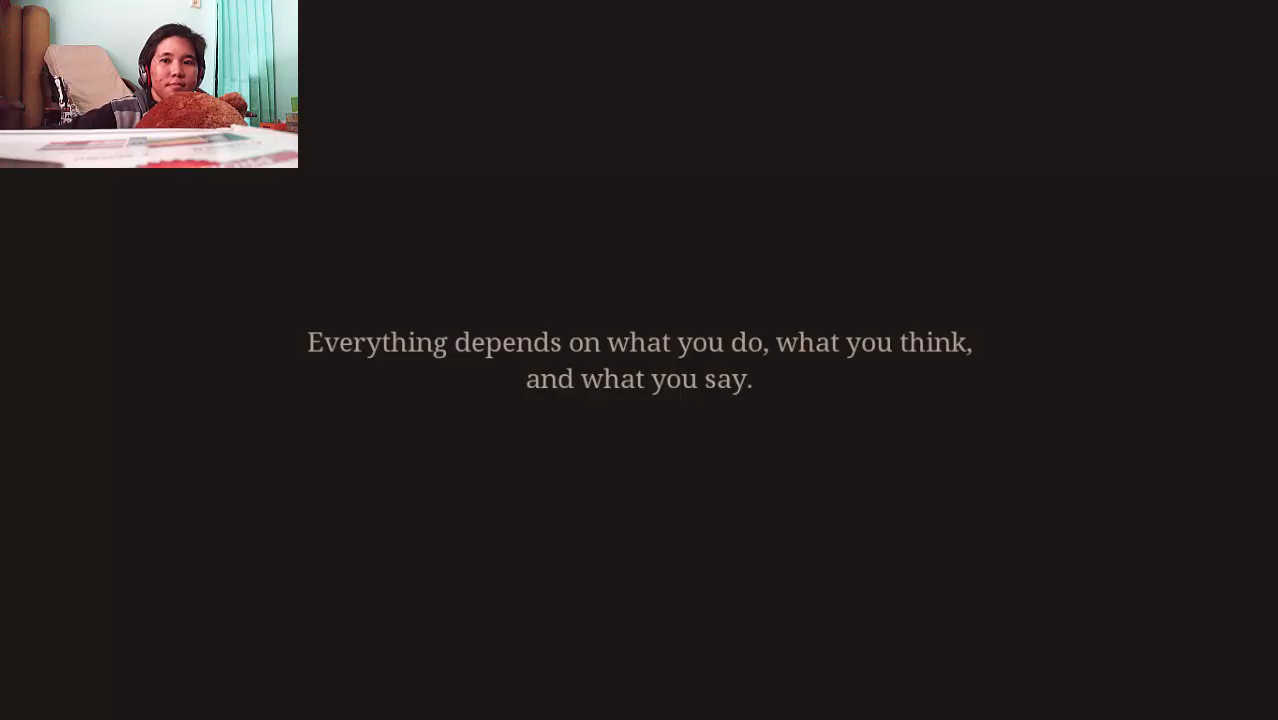 Everything depends on what you do, what you think,
and what you say.